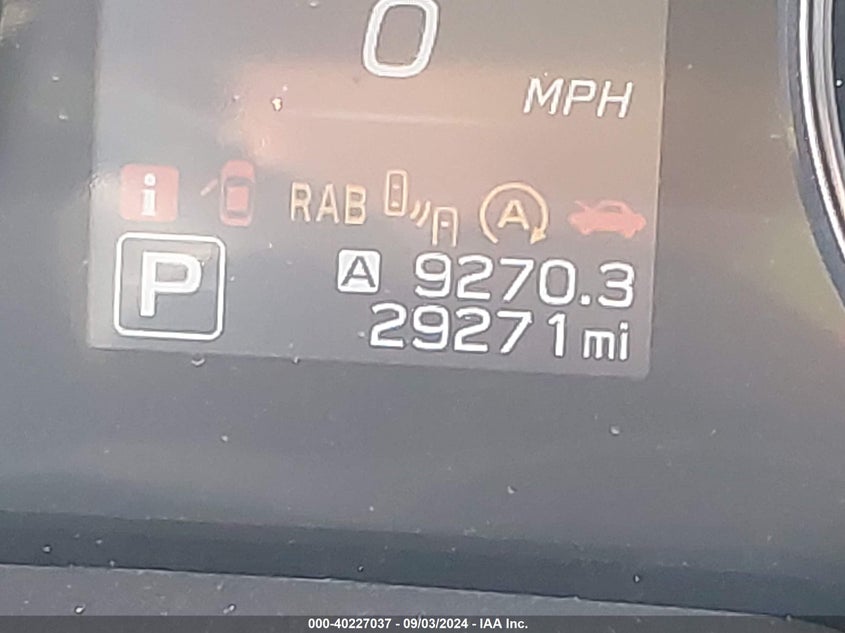 0
MPH
i RAB A
P A 9270.3
29271 mi
000-40227037 - 09/03/2024 - IAA Inc.